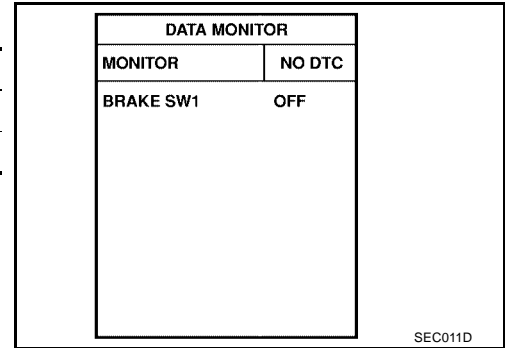 DATA MONITOR
MONITOR NO DTC
BRAKE SW1 OFF
SEC011D